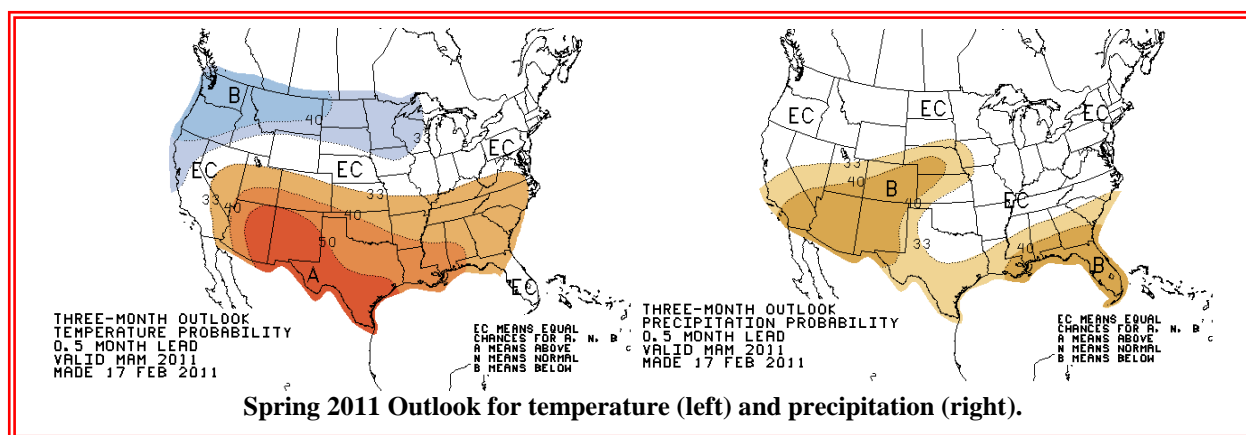 B
40
33
EC
EC
EC
33
33
40
40
50
A
EC
THREE-MONTH OUTLOOK
TEMPERATURE PROBABILITY
0.5 MONTH LEAD
VALID MAM 2011
MADE 17 FEB 2011
EC MEANS EQUAL
CHANCES FOR A, N, B
A MEANS ABOVE
N MEANS NORMAL
B MEANS BELOW
EC
EC
EC
33
40
B
40
EC
33
40
B
THREE-MONTH OUTLOOK
PRECIPITATION PROBABILITY
0.5 MONTH LEAD
VALID MAM 2011
MADE 17 FEB 2011
EC MEANS EQUAL
CHANCES FOR A, N, B
A MEANS ABOVE
N MEANS NORMAL
B MEANS BELOW
Spring 2011 Outlook for temperature (left) and precipitation (right).